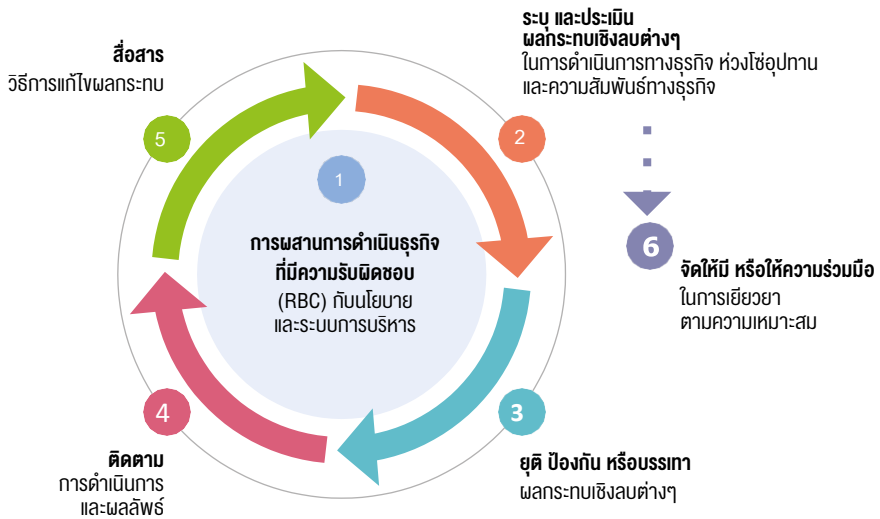 1
การผสานการดำเนินธุรกิจ
ที่มีความรับผิดชอบ
(RBC) กับนโยบาย
และระบบการบริหาร
2
ระบุ และประเมิน
ผลกระทบเชิงลบต่างๆ
ในการดำเนินการทางธุรกิจ ห่วงโซ่อุปทาน
และความสัมพันธ์ทางธุรกิจ
3
ยุติ ป้องกัน หรือบรรเทา
ผลกระทบเชิงลบต่างๆ
4
ติดตาม
การดำเนินการ
และผลลัพธ์
5
สื่อสาร
วิธีการแก้ไขผลกระทบ
6
จัดให้มี หรือให้ความร่วมมือ
ในการเยียวยา
ตามความเหมาะสม